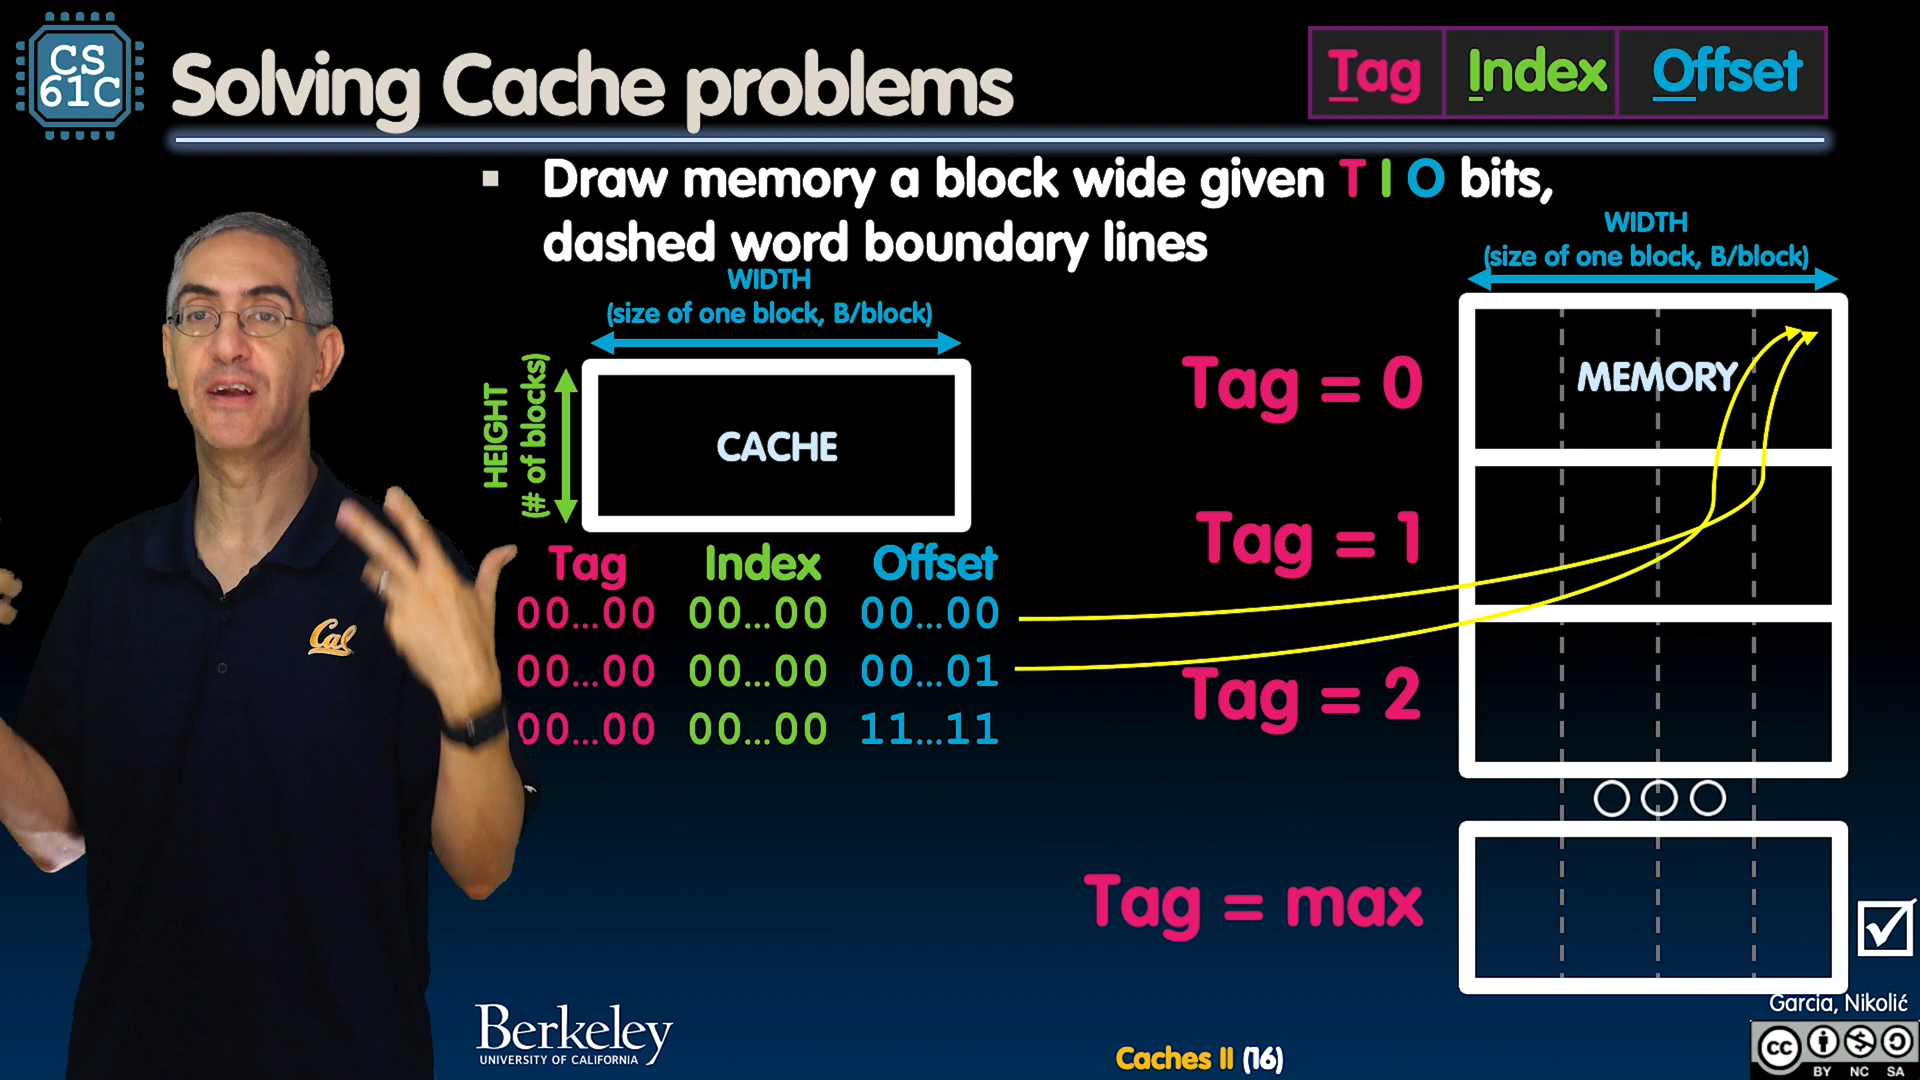 CS
61C
Solving Cache problems
Tag Index Offset
Draw memory a block wide given T I O bits,
dashed word boundary lines
WIDTH
(size of one block, B/block)
WIDTH
(size of one block, B/block)
HEIGHT
(# of blocks)
CACHE
MEMORY
Tag = 0
Tag = 1
Tag = 2
Tag = max
Tag Index Offset
00...00 00...00 00...00
00...00 00...00 00...01
00...00 00...00 11...11
Cal
Berkeley
UNIVERSITY OF CALIFORNIA
Caches II (16)
Garcia, Nikolić
cc
BY NC SA